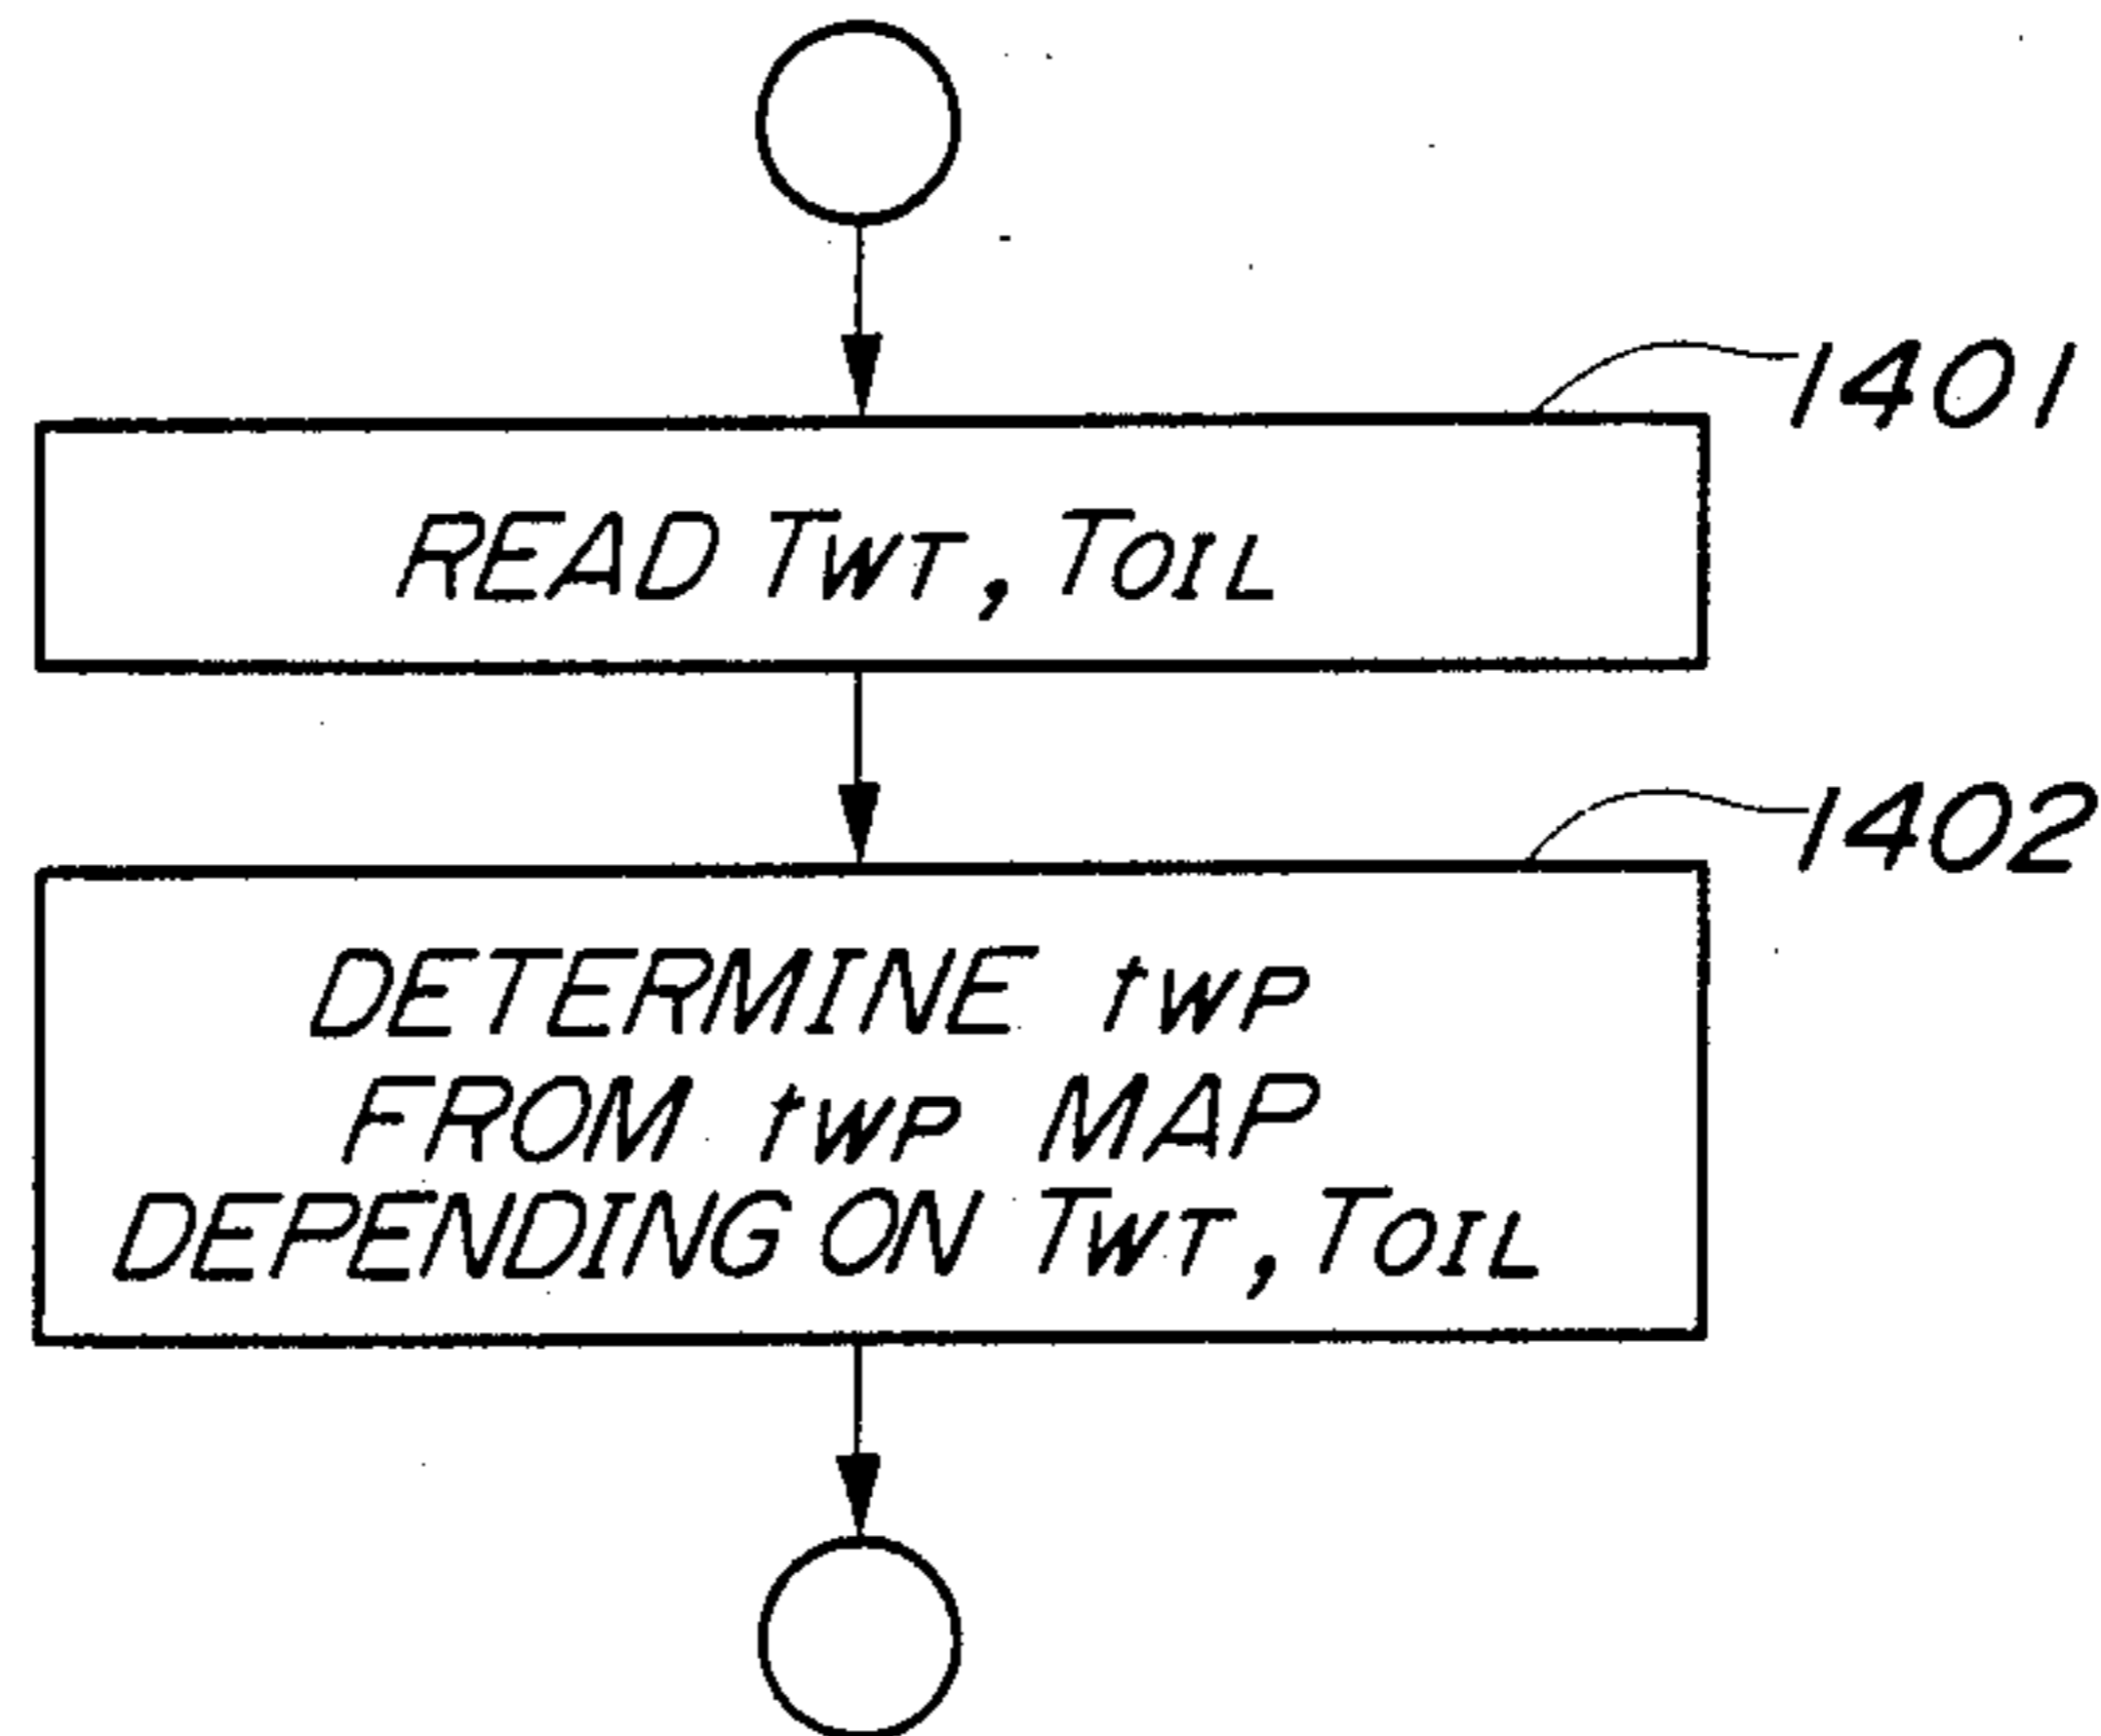 1401
READ TWT, TOIL
1402
DETERMINE tWP
FROM tWP MAP
DEPENDING ON TWT, TOIL